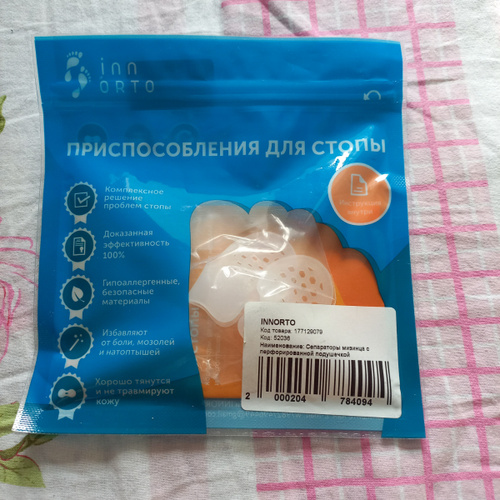 inn
ORTO
ПРИСПОСОБЛЕНИЯ ДЛЯ СТОПЫ
Инструкция
внутри
Комплексное
решение
проблем стопы
Доказанная
эффективность
100%
Гипоаллергенные,
безопасные
материалы
Избавляют
от боли, мозолей
и натоптышей
Хорошо тянутся
и не травмируют
кожу
INNORTO
Код товара: 177129079
Код: 52036
Наименование: Сепараторы мизинца с
перфорированной подушечкой
2 000204 784094